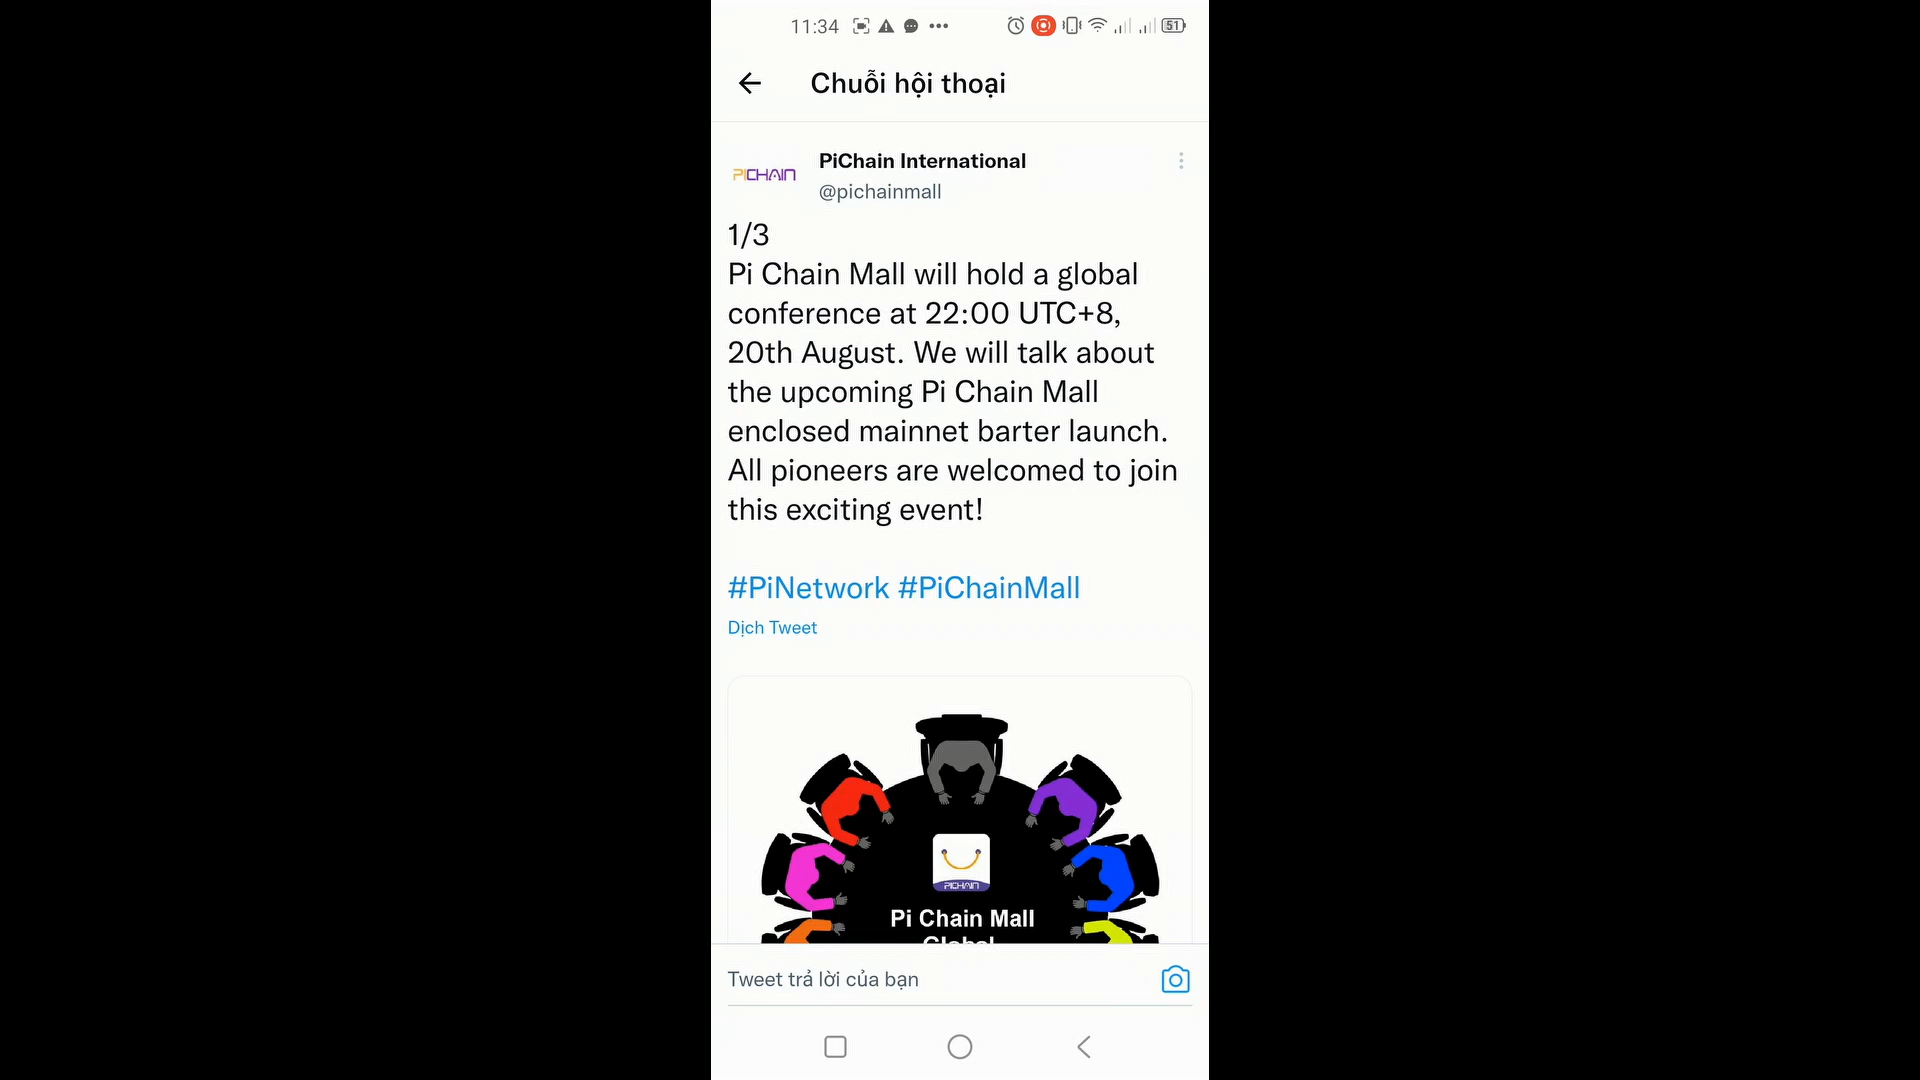 11:34
51
Chuỗi hội thoại
PICHAIN
PiChain International
@pichainmall
1/3
Pi Chain Mall will hold a global
conference at 22:00 UTC+8,
20th August. We will talk about
the upcoming Pi Chain Mall
enclosed mainnet barter launch.
All pioneers are welcomed to join
this exciting event!
#PiNetwork #PiChainMall
Dịch Tweet
PICHAIN
Pi Chain Mall
Global
Tweet trả lời của bạn